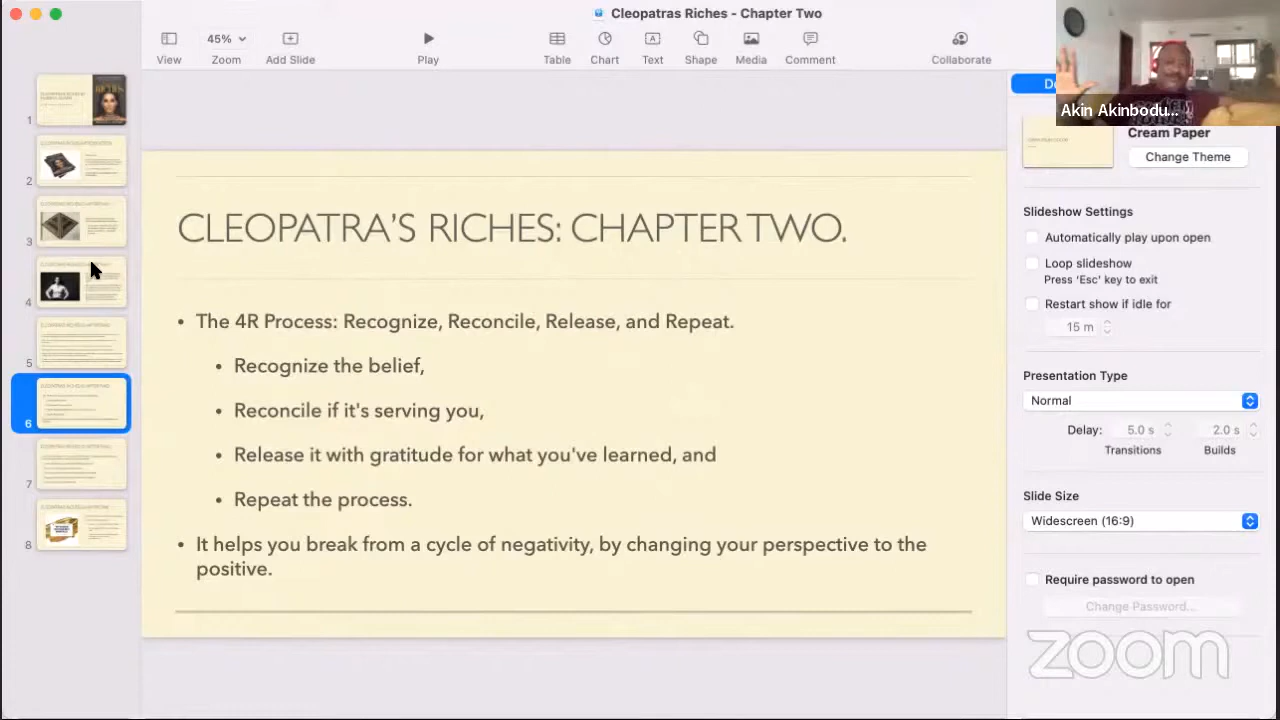 Cleopatras Riches - Chapter Two
45%
View
Zoom
Add Slide
Play
Table
Chart
Text
Shape
Media
Comment
Collaborate
Akin Akinbodu...
Cream Paper
Change Theme
Slideshow Settings
Automatically play upon open
Loop slideshow
Press 'Esc' key to exit
Restart show if idle for
15 m
Presentation Type
Normal
Delay:
5.0 s
2.0 s
Transitions
Builds
Slide Size
Widescreen (16:9)
Require password to open
Change Password...
zoom
1
2
3
4
5
6
7
8
CLEOPATRA’S RICHES: CHAPTER TWO.
• The 4R Process: Recognize, Reconcile, Release, and Repeat.
• Recognize the belief,
• Reconcile if it's serving you,
• Release it with gratitude for what you've learned, and
• Repeat the process.
• It helps you break from a cycle of negativity, by changing your perspective to the
positive.